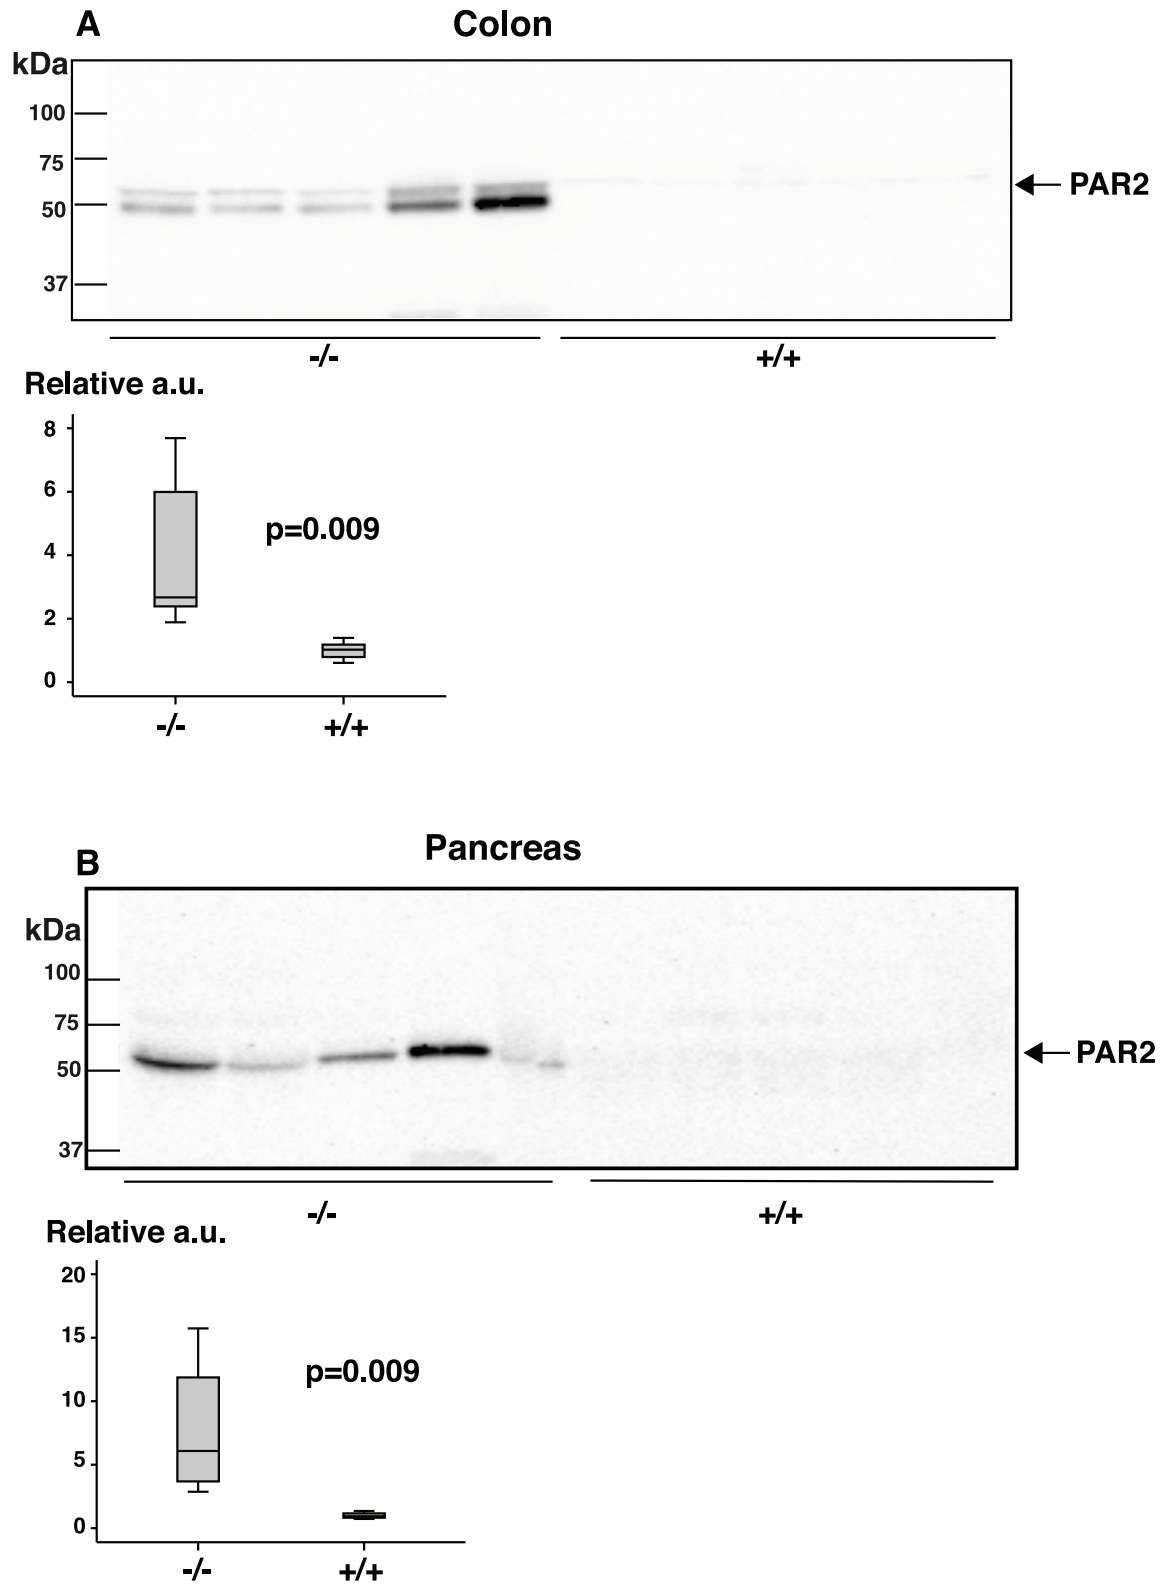 A
Colon
kDa
100
75
50
37
PAR2
-/-
+/+
Relative a.u.
8
6
4
2
0
p=0.009
-/-
+/+
B
Pancreas
kDa
100
75
50
37
PAR2
-/-
+/+
Relative a.u.
20
15
10
5
0
p=0.009
-/-
+/+